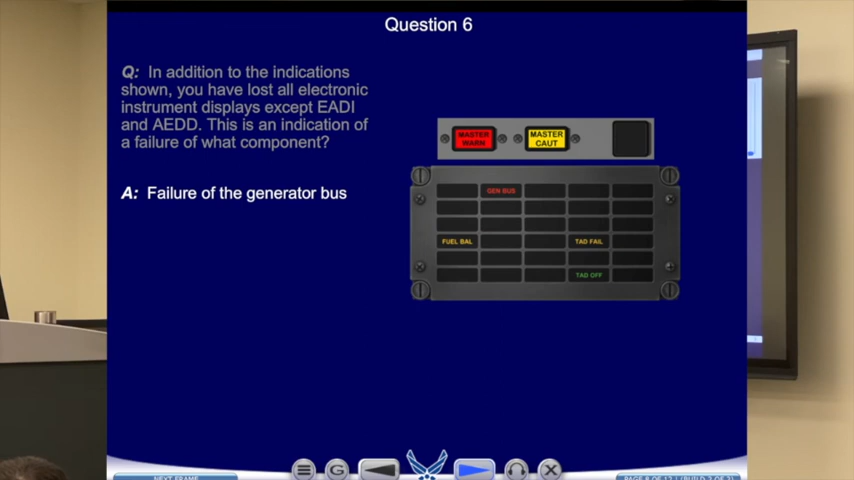 Question 6
Q: In addition to the indications
shown, you have lost all electronic
instrument displays except EADI
and AEDD. This is an indication of
a failure of what component?
A: Failure of the generator bus
MASTER
WARN
MASTER
CAUT
GEN BUS
FUEL BAL
TAD FAIL
TAD OFF
G
X
NEXT FRAME